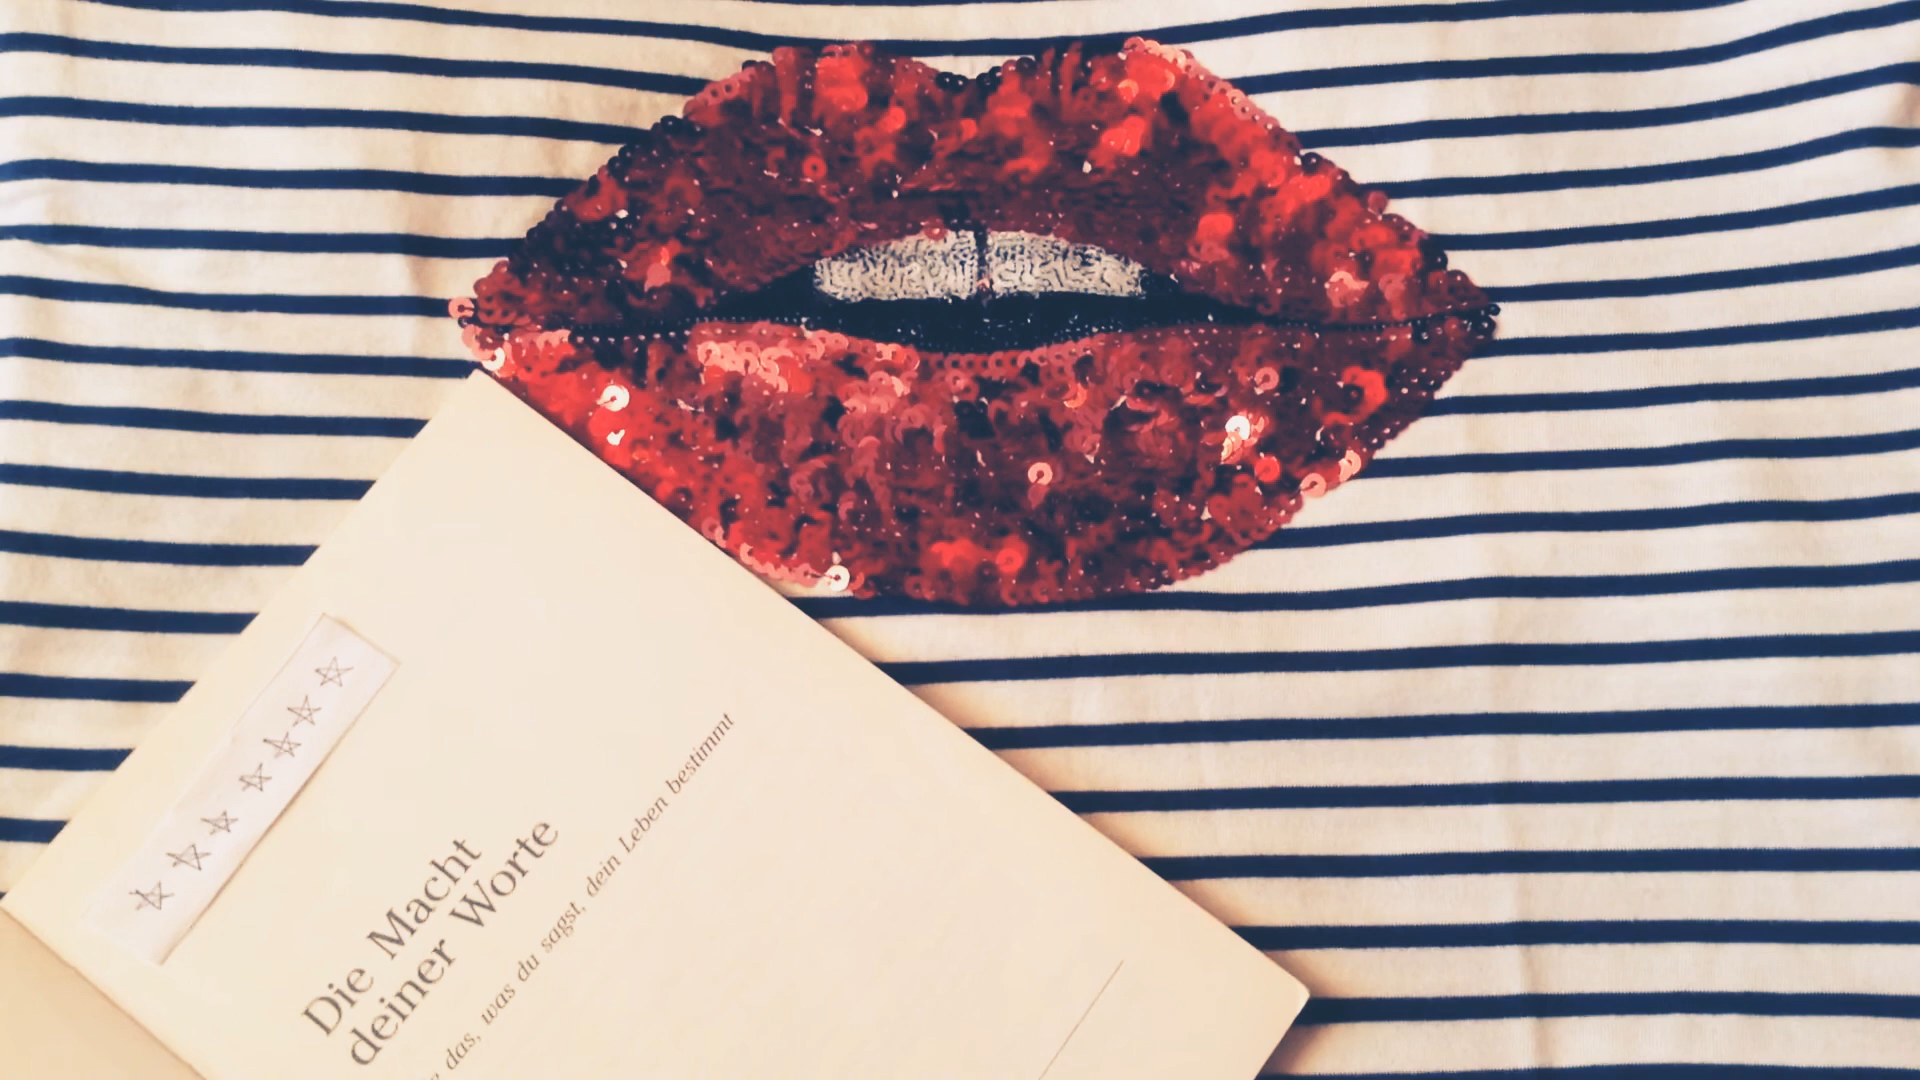 Die Macht
deiner Worte
das, was du sagst, dein Leben bestimmt